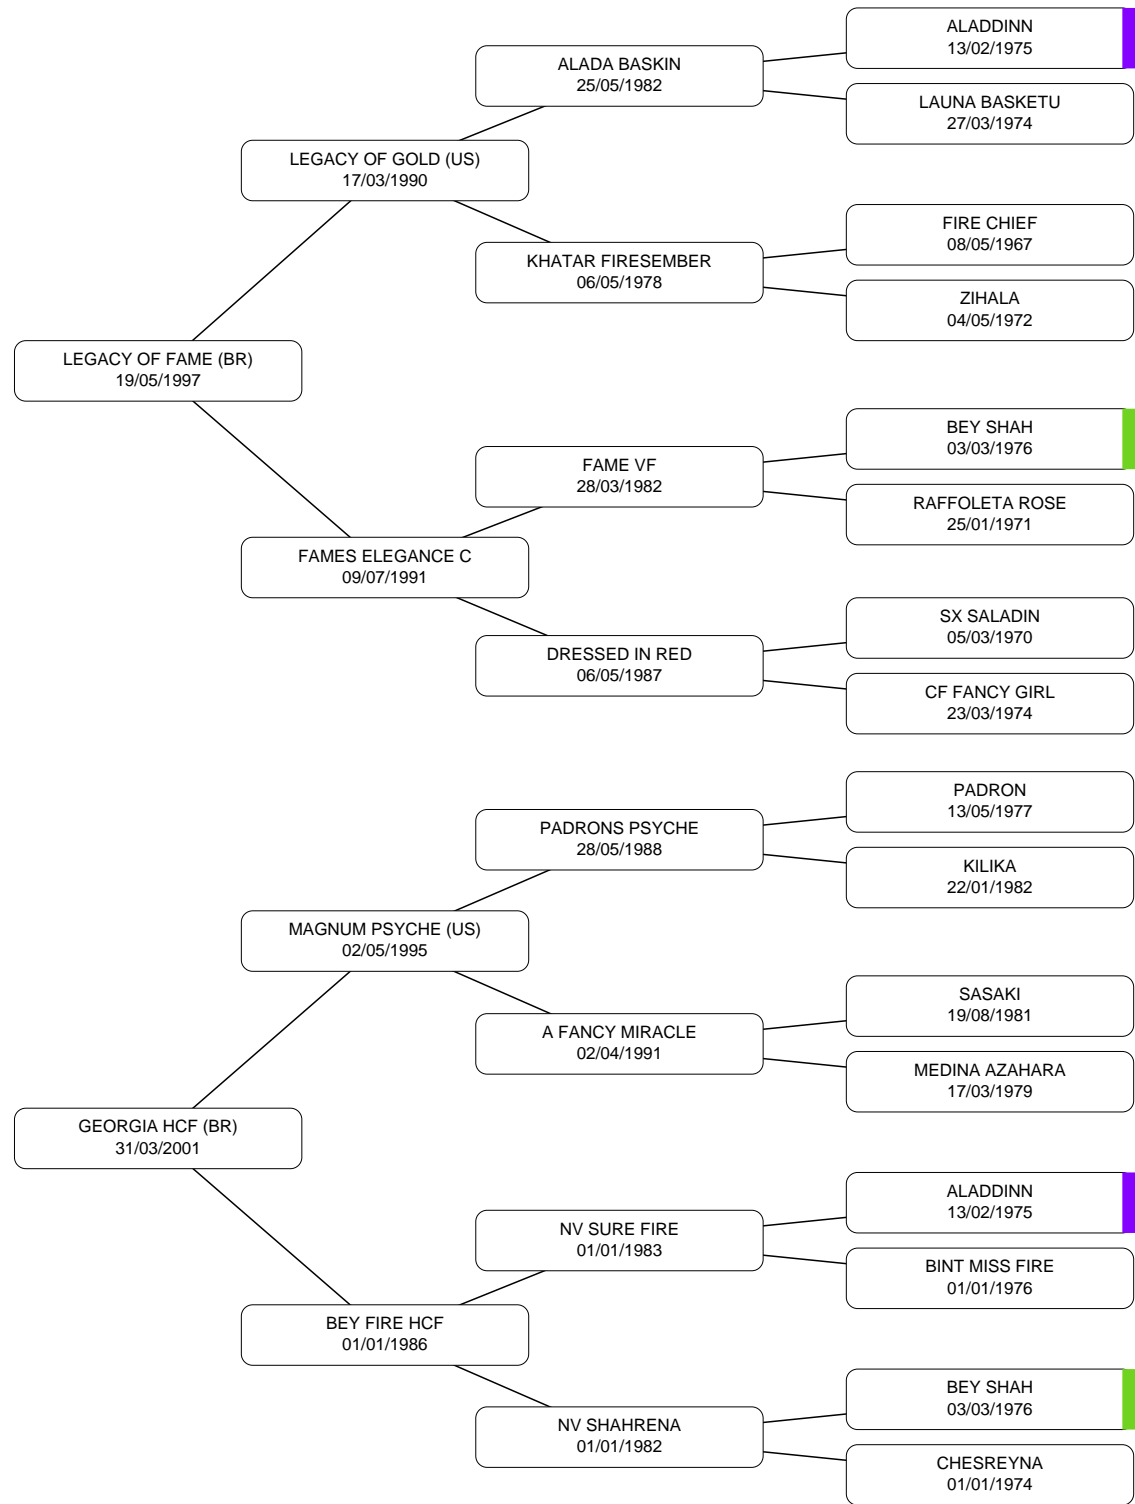 ALADDINN
13/02/1975
ALADA BASKIN
25/05/1982
LAUNA BASKETU
27/03/1974
LEGACY OF GOLD (US)
17/03/1990
FIRE CHIEF
08/05/1967
KHATAR FIRESEMBER
06/05/1978
ZIHALA
04/05/1972
LEGACY OF FAME (BR)
19/05/1997
BEY SHAH
03/03/1976
FAME VF
28/03/1982
RAFFOLETA ROSE
25/01/1971
FAMES ELEGANCE C
09/07/1991
SX SALADIN
05/03/1970
DRESSED IN RED
06/05/1987
CF FANCY GIRL
23/03/1974
PADRON
13/05/1977
PADRONS PSYCHE
28/05/1988
KILIKA
22/01/1982
MAGNUM PSYCHE (US)
02/05/1995
SASAKI
19/08/1981
A FANCY MIRACLE
02/04/1991
MEDINA AZAHARA
17/03/1979
GEORGIA HCF (BR)
31/03/2001
ALADDINN
13/02/1975
NV SURE FIRE
01/01/1983
BINT MISS FIRE
01/01/1976
BEY FIRE HCF
01/01/1986
BEY SHAH
03/03/1976
NV SHAHRENA
01/01/1982
CHESREYNA
01/01/1974